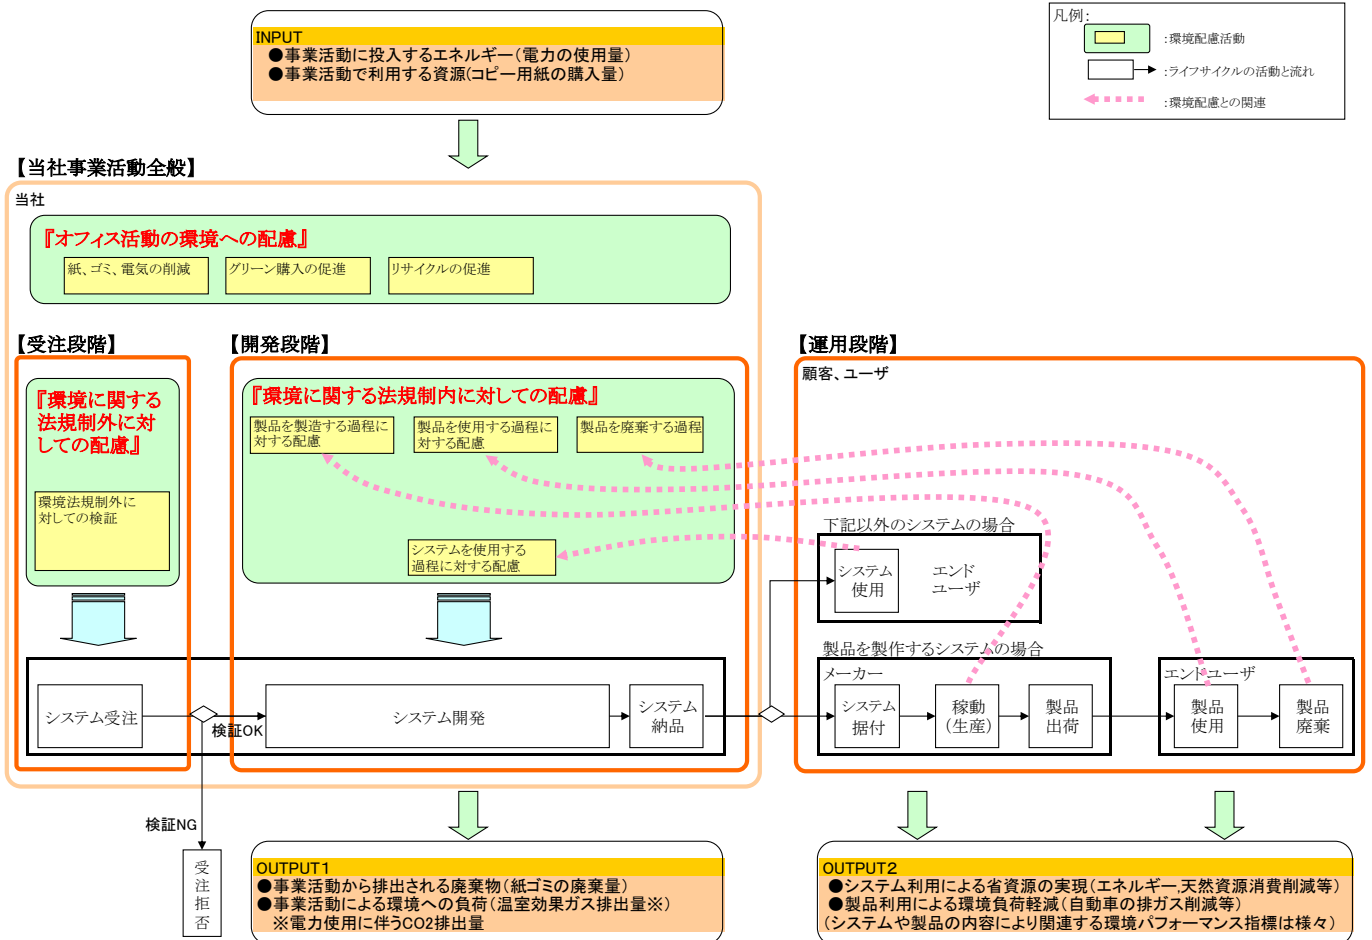 INPUT
●事業活動に投入するエネルギー(電力の使用量)
●事業活動で利用する資源(コピー用紙の購入量)
凡例:
:環境配慮活動
:ライフサイクルの活動と流れ
:環境配慮との関連
【当社事業活動全般】
当社
『オフィス活動の環境への配慮』
紙、ゴミ、電気の削減
グリーン購入の促進
リサイクルの促進
【受注段階】
『環境に関する
法規制外に対
しての配慮』
環境法規制外に
対しての検証
【開発段階】
『環境に関する法規制内に対しての配慮』
製品を製造する過程に
対する配慮
製品を使用する過程に
対する配慮
製品を廃棄する過程
システムを使用する
過程に対する配慮
【運用段階】
顧客、ユーザ
下記以外のシステムの場合
システム
使用
エンド
ユーザ
製品を製作するシステムの場合
メーカー
システム
据付
稼動
(生産)
製品
出荷
エンドユーザ
製品
使用
製品
廃棄
システム受注
検証OK
システム開発
システム
納品
検証NG
受
注
拒
否
OUTPUT1
●事業活動から排出される廃棄物(紙ゴミの廃棄量)
●事業活動による環境への負荷(温室効果ガス排出量※)
※電力使用に伴うCO2排出量
OUTPUT2
●システム利用による省資源の実現(エネルギー,天然資源消費削減等)
●製品利用による環境負荷軽減(自動車の排ガス削減等)
(システムや製品の内容により関連する環境パフォーマンス指標は様々)